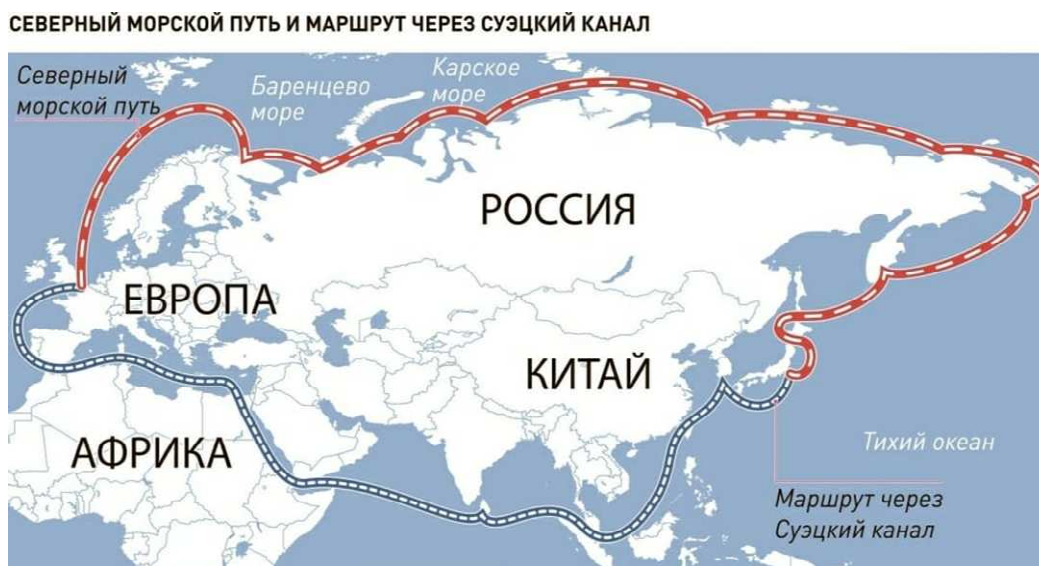 СЕВЕРНЫЙ МОРСКОЙ ПУТЬ И МАРШРУТ ЧЕРЕЗ СУЭЦКИЙ КАНАЛ
Северный
морской путь
Баренцево
море
Карское
море
РОССИЯ
ЕВРОПА
КИТАЙ
АФРИКА
Тихий океан
Маршрут через
Суэцкий канал